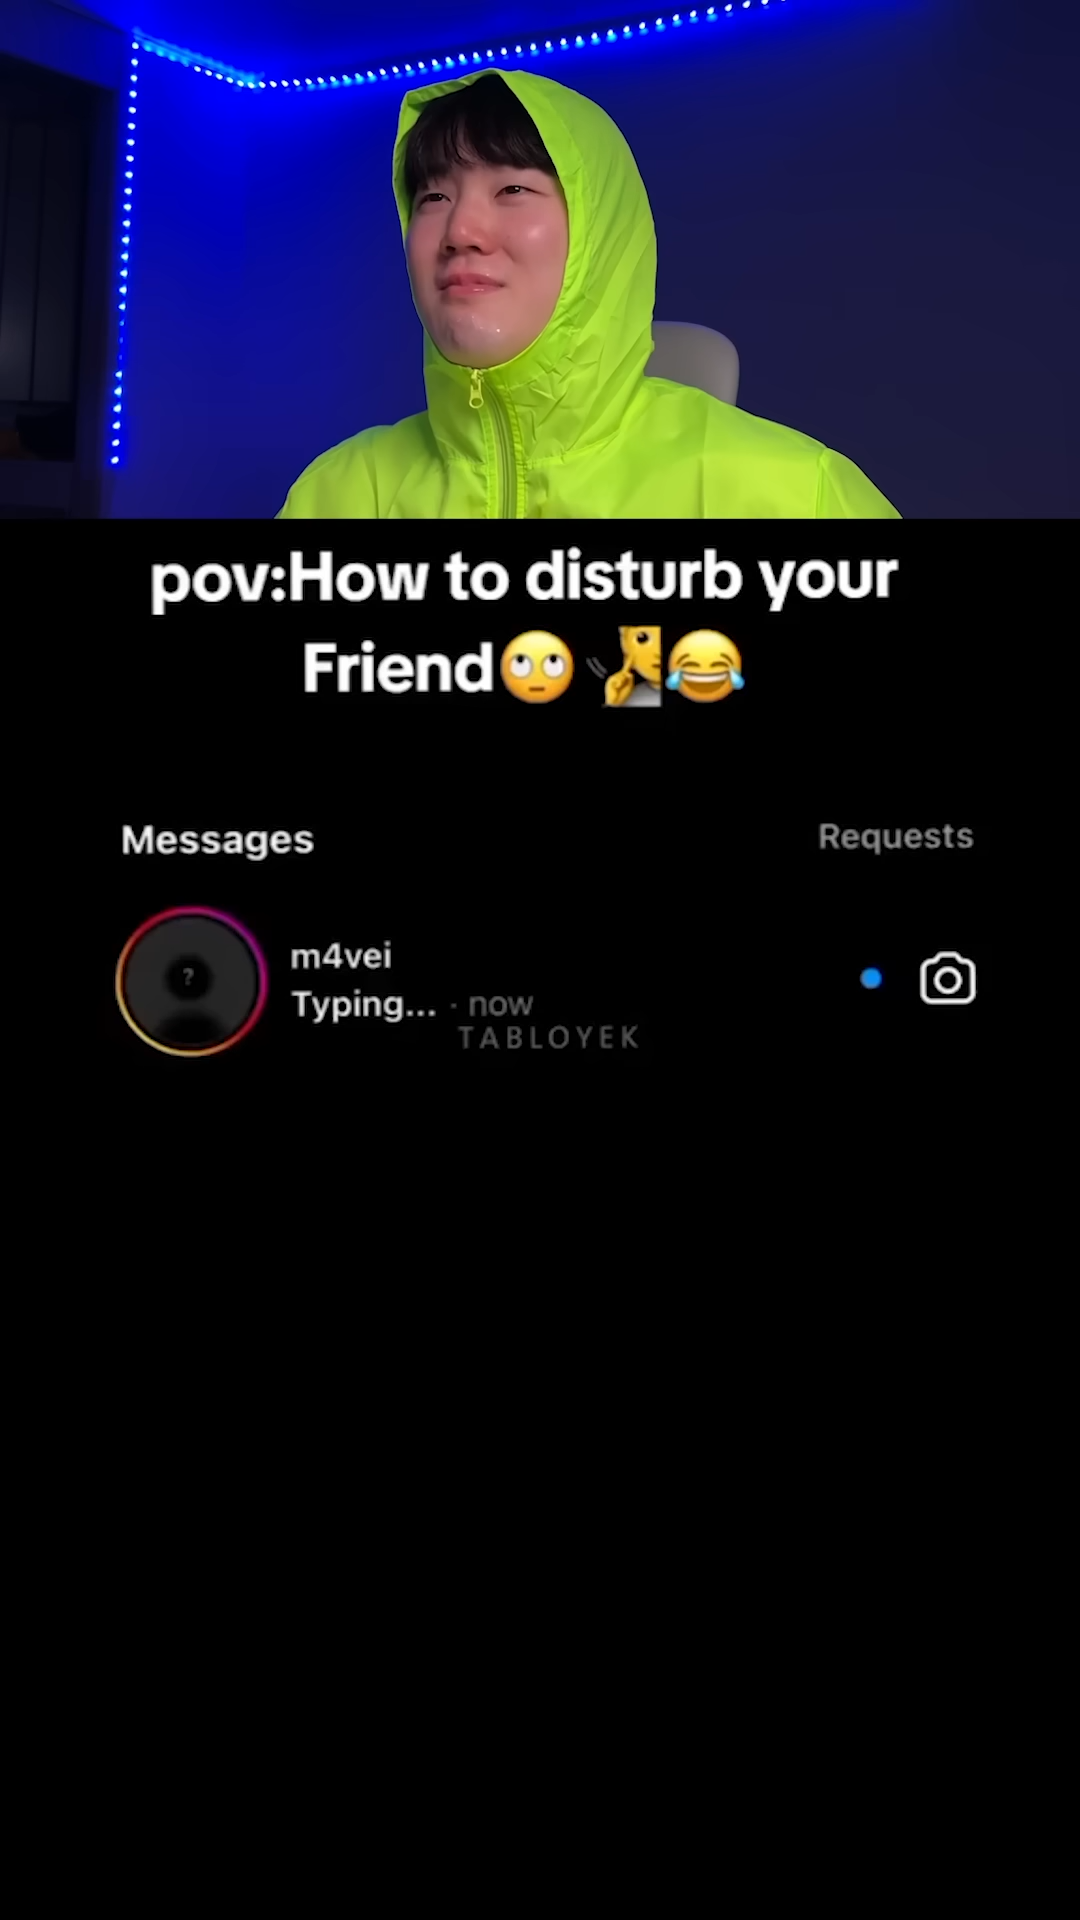 pov:How to disturb your
Friend🙄 🧏😂
Messages
Requests
m4vei
Typing... · now
TABLOYEK
?